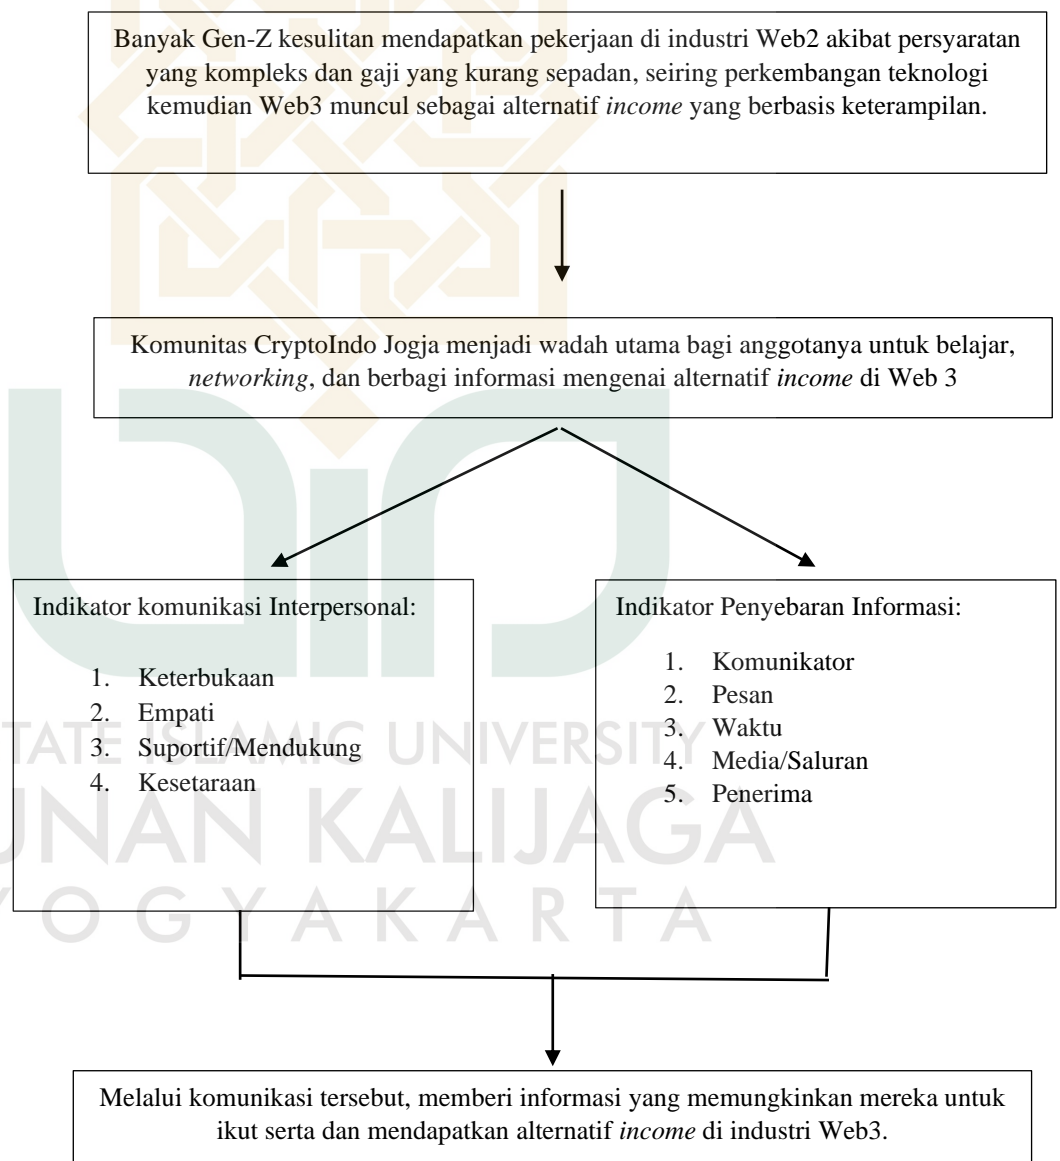 Banyak Gen-Z kesulitan mendapatkan pekerjaan di industri Web2 akibat persyaratan
yang kompleks dan gaji yang kurang sepadan, seiring perkembangan teknologi
kemudian Web3 muncul sebagai alternatif income yang berbasis keterampilan.
Komunitas CryptoIndo Jogja menjadi wadah utama bagi anggotanya untuk belajar,
networking, dan berbagi informasi mengenai alternatif income di Web 3
Indikator komunikasi Interpersonal:
1. Keterbukaan
2. Empati
3. Suportif/Mendukung
4. Kesetaraan
Indikator Penyebaran Informasi:
1. Komunikator
2. Pesan
3. Waktu
4. Media/Saluran
5. Penerima
TATE ISLAMIC UNIVERSITY
UNAN KALIJAGA
YOGYAKARTA
Melalui komunikasi tersebut, memberi informasi yang memungkinkan mereka untuk
ikut serta dan mendapatkan alternatif income di industri Web3.